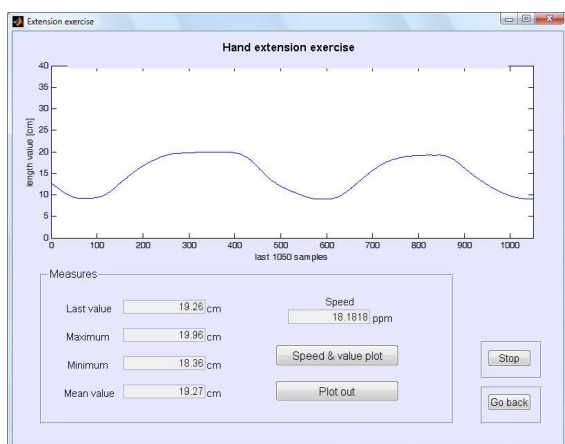 Extension exercise
Hand extension exercise
40
35
30
25
20
15
10
5
0
length value [cm]
0 100 200 300 400 500 600 700 800 900 1000
last 1050 samples
Measures
Last value 19.26 cm
Maximum 19.96 cm
Minimum 18.36 cm
Mean value 19.27 cm
Speed
18.1818 ppm
Speed & value plot
Plot out
Stop
Go back